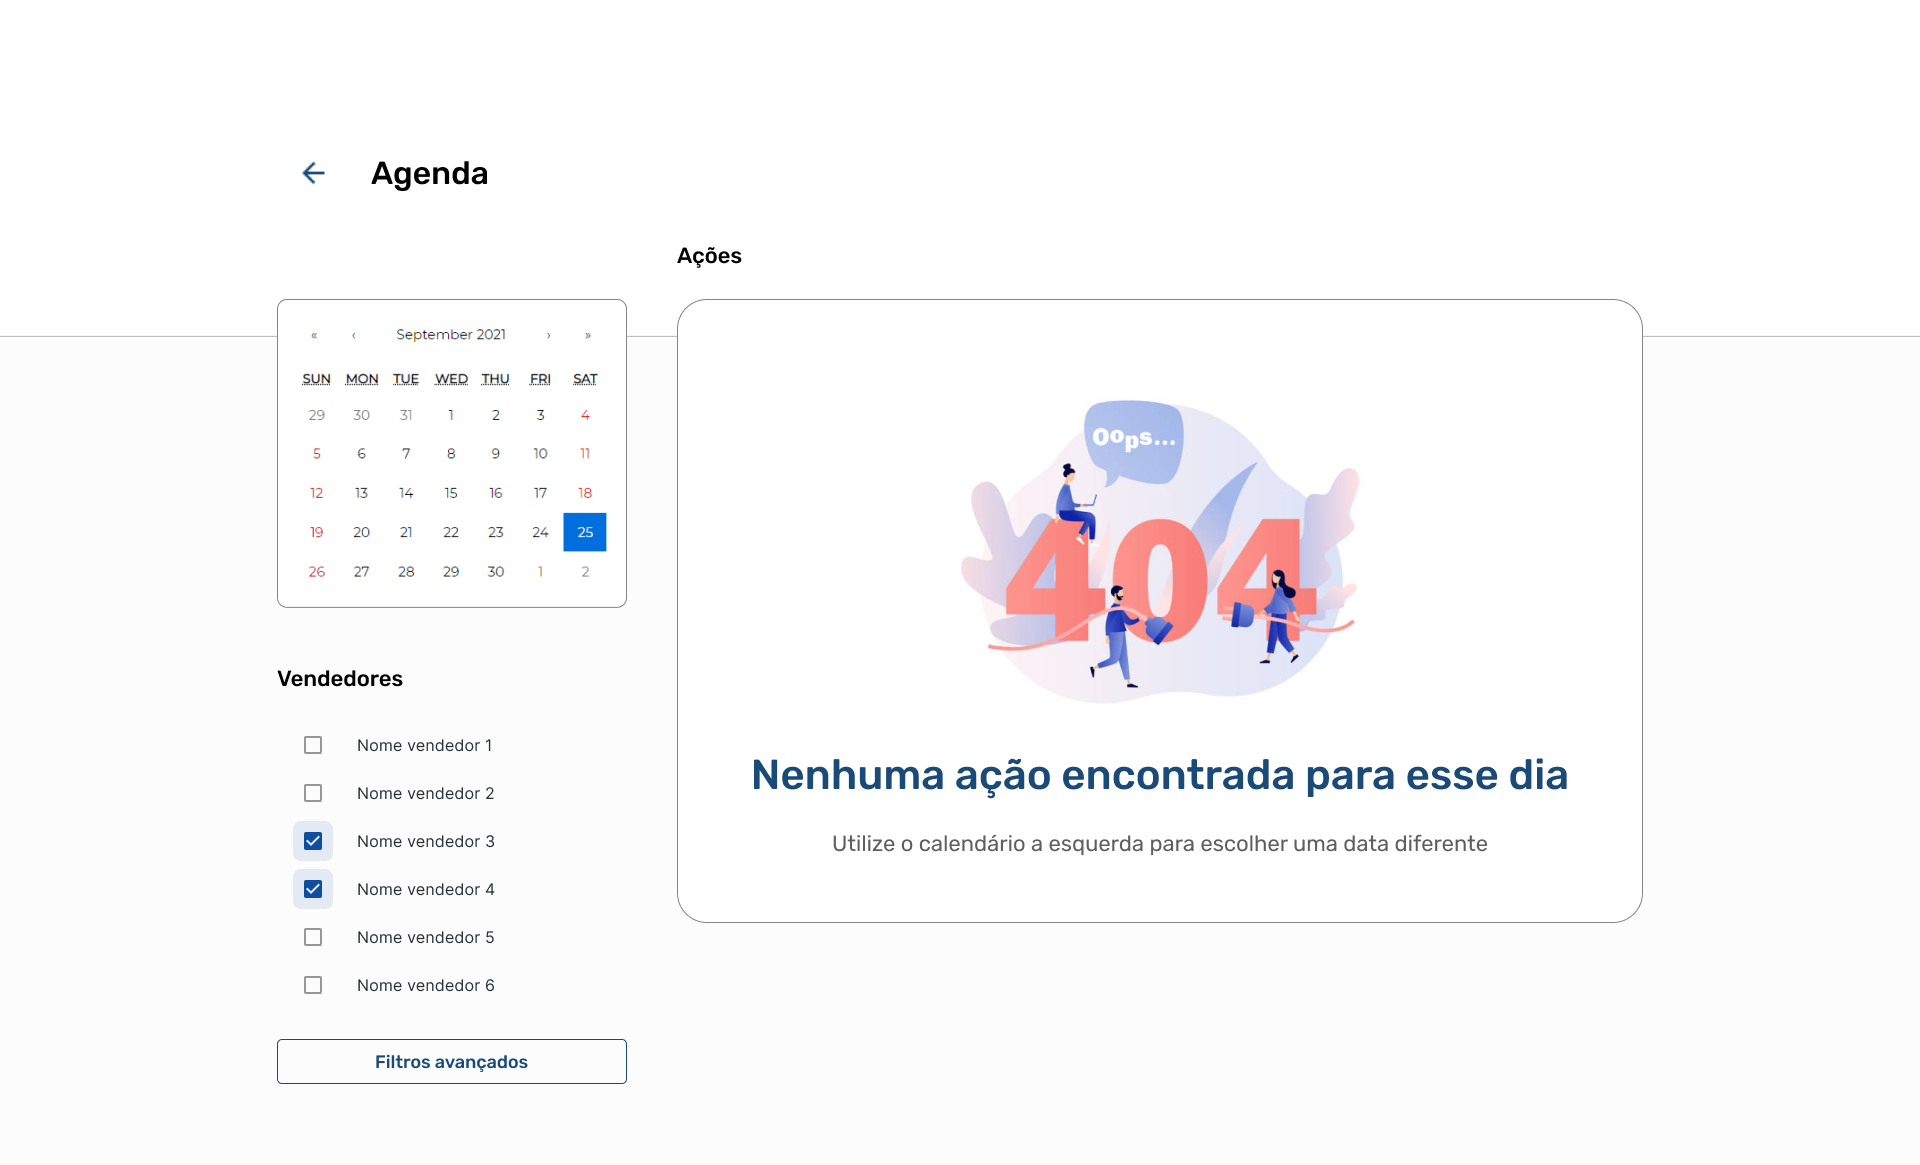 Agenda
Ações
« ‹ September 2021 › »
SUN MON TUE WED THU FRI SAT
29 30 31 1 2 3 4
5 6 7 8 9 10 11
12 13 14 15 16 17 18
19 20 21 22 23 24 25
26 27 28 29 30 1 2
Vendedores
Nome vendedor 1
Nome vendedor 2
Nome vendedor 3
Nome vendedor 4
Nome vendedor 5
Nome vendedor 6
Filtros avançados
Oops...
404
Nenhuma ação encontrada para esse dia
Utilize o calendário a esquerda para escolher uma data diferente